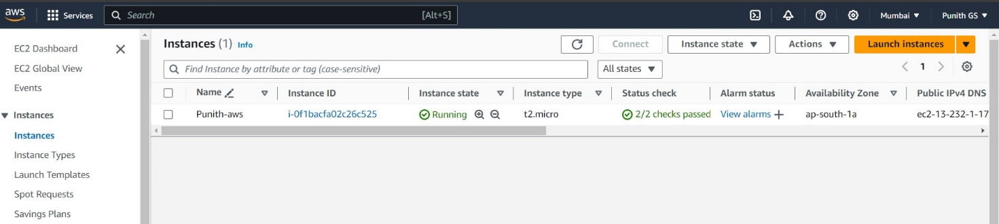 aws Services Search [Alt+S] Mumbai Punith GS
EC2 Dashboard
EC2 Global View
Events
Instances
Instances
Instance Types
Launch Templates
Spot Requests
Savings Plans
Instances (1) Info Connect Instance state Actions Launch instances
Find Instance by attribute or tag (case-sensitive) All states 1
Name Instance ID Instance state Instance type Status check Alarm status Availability Zone Public IPv4 DNS
Punith-aws i-0f1bacfa02c26c525 Running t2.micro 2/2 checks passed View alarms + ap-south-1a ec2-13-232-1-17